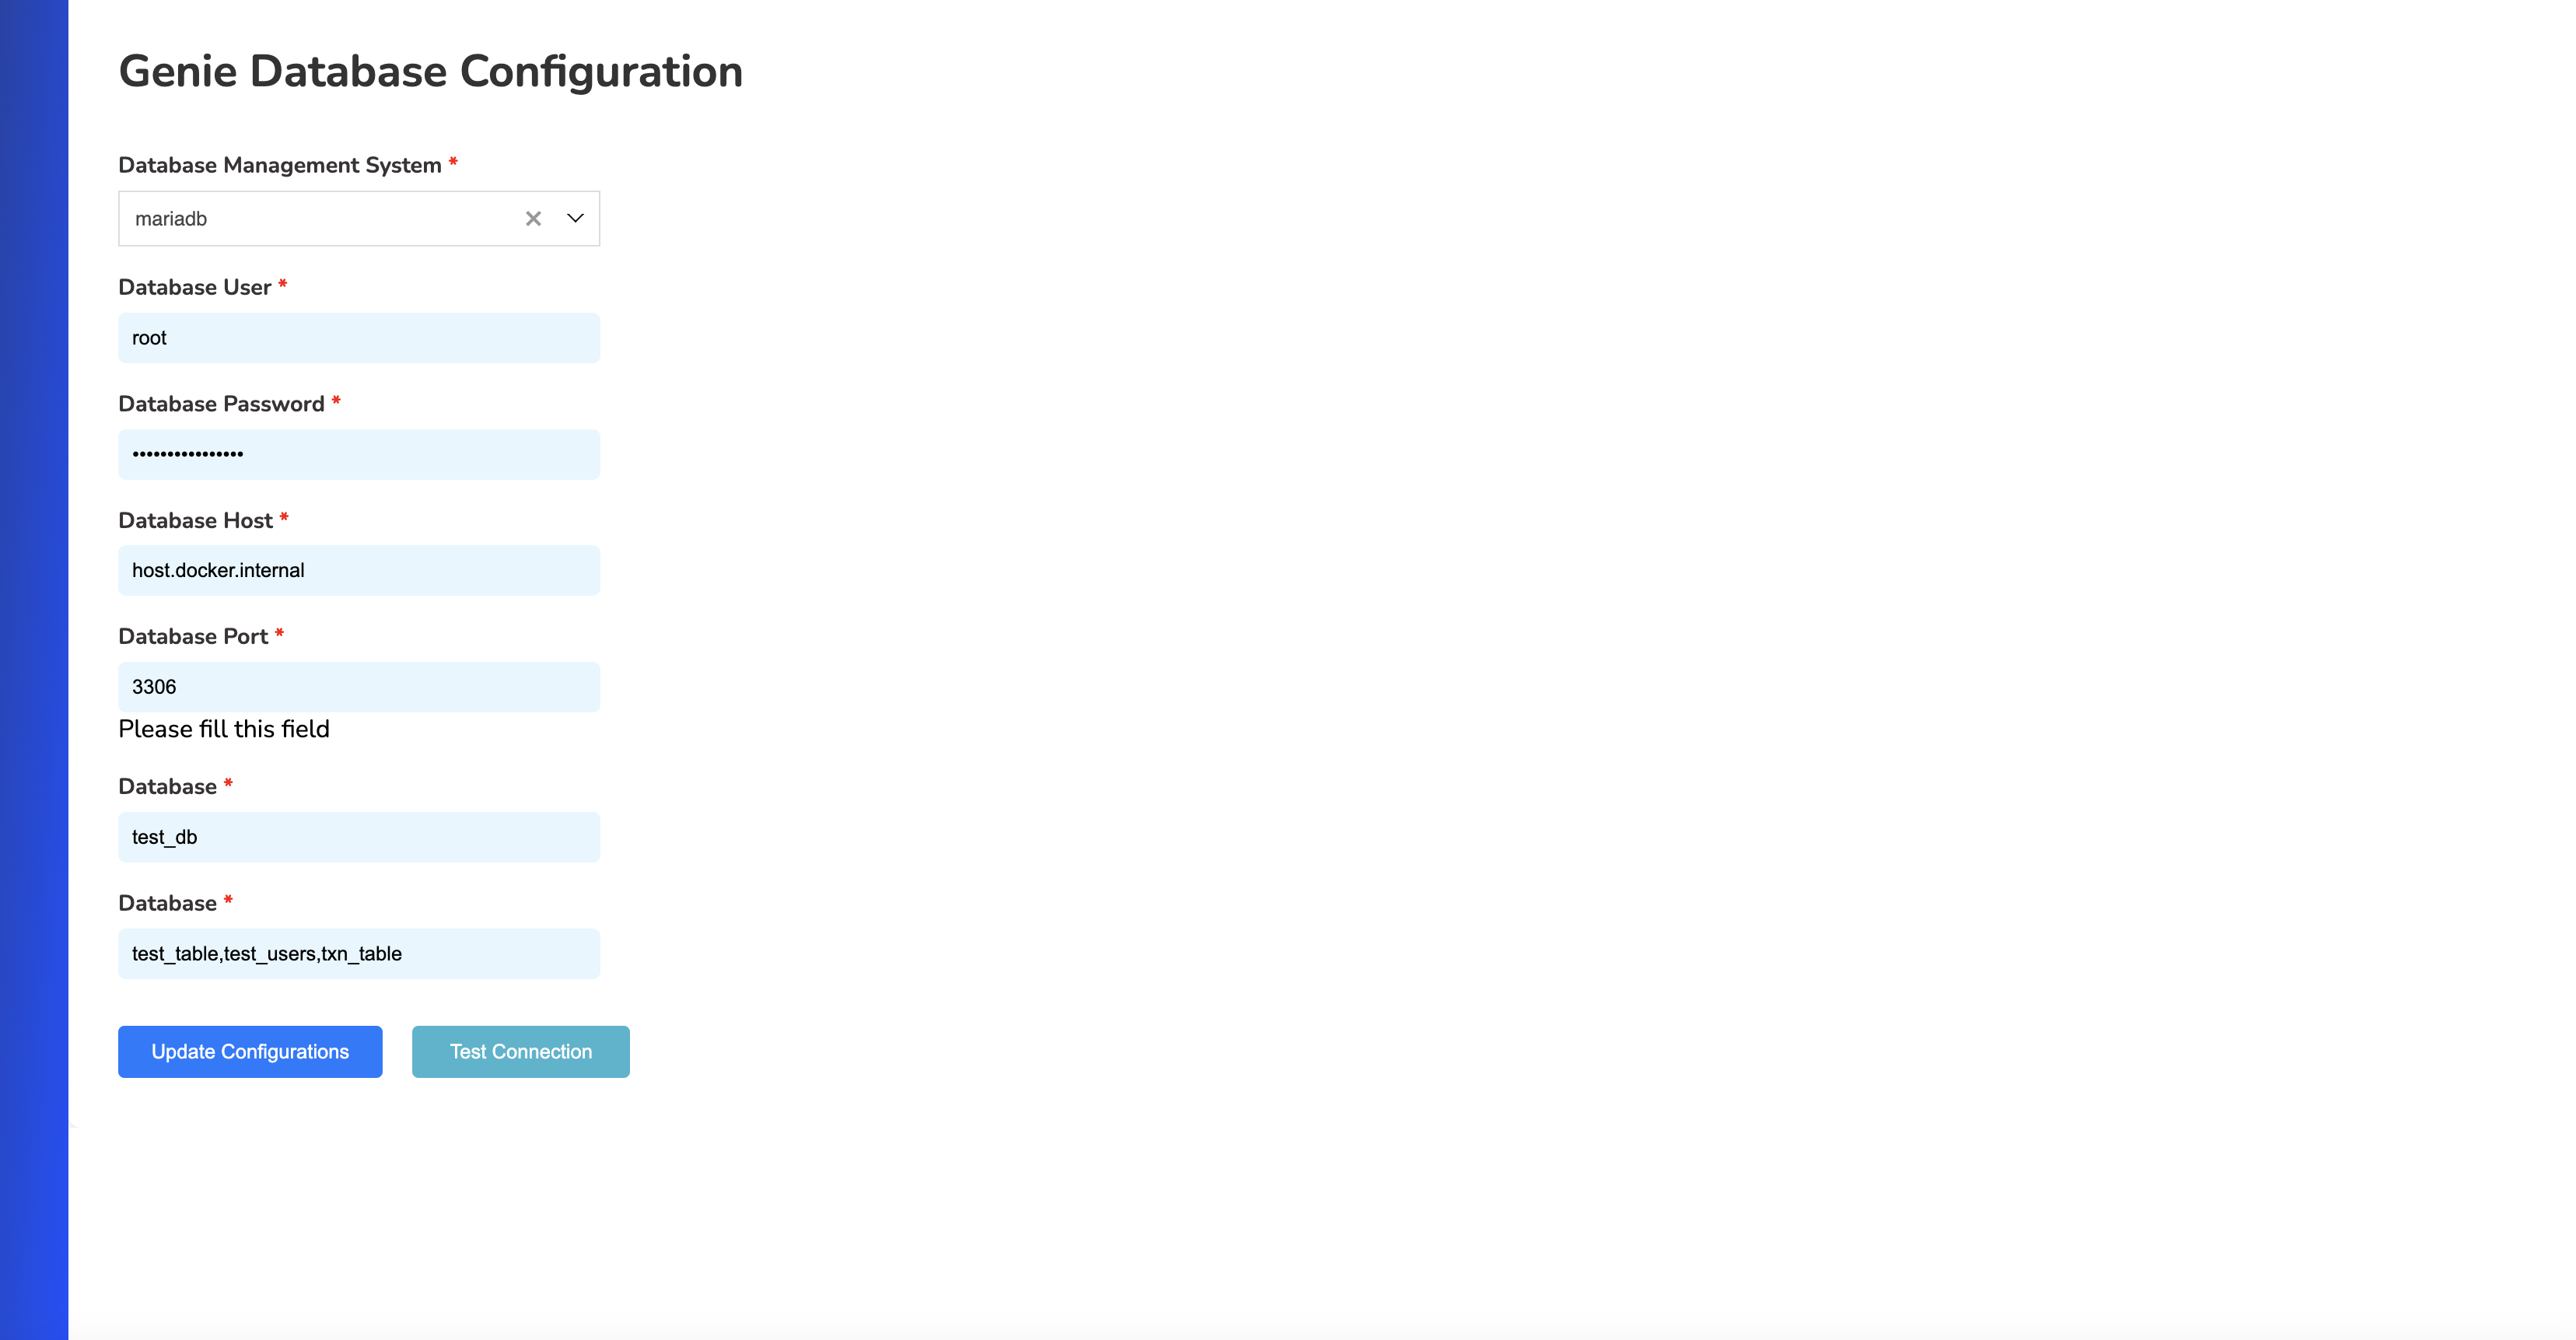 Genie Database Configuration
Database Management System *
mariadb
Database User *
root
Database Password *
••••••••••••••••
Database Host *
host.docker.internal
Database Port *
3306
Please fill this field
Database *
test_db
Database *
test_table,test_users,txn_table
Update Configurations Test Connection